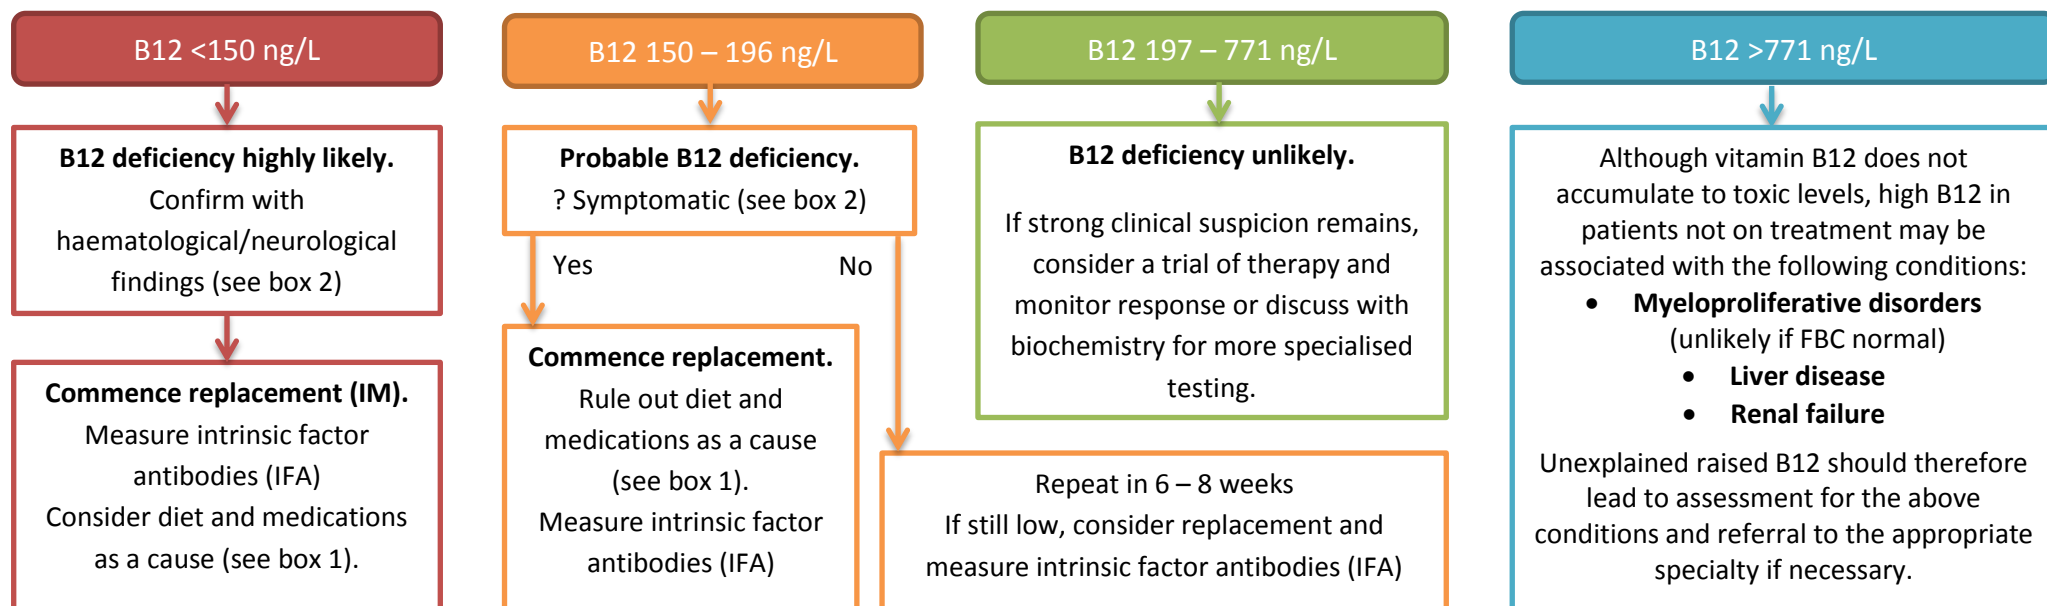 B12 <150 ng/L
B12 deficiency highly likely.
Confirm with
haematological/neurological
findings (see box 2)
Commence replacement (IM).
Measure intrinsic factor
antibodies (IFA)
Consider diet and medications
as a cause (see box 1).
B12 150 – 196 ng/L
Probable B12 deficiency.
? Symptomatic (see box 2)
Yes
No
Commence replacement.
Rule out diet and
medications as a cause
(see box 1).
Measure intrinsic factor
antibodies (IFA)
Repeat in 6 – 8 weeks
If still low, consider replacement and
measure intrinsic factor antibodies (IFA)
B12 197 – 771 ng/L
B12 deficiency unlikely.
If strong clinical suspicion remains,
consider a trial of therapy and
monitor response or discuss with
biochemistry for more specialised
testing.
B12 >771 ng/L
Although vitamin B12 does not
accumulate to toxic levels, high B12 in
patients not on treatment may be
associated with the following conditions:
• Myeloproliferative disorders
(unlikely if FBC normal)
• Liver disease
• Renal failure
Unexplained raised B12 should therefore
lead to assessment for the above
conditions and referral to the appropriate
specialty if necessary.